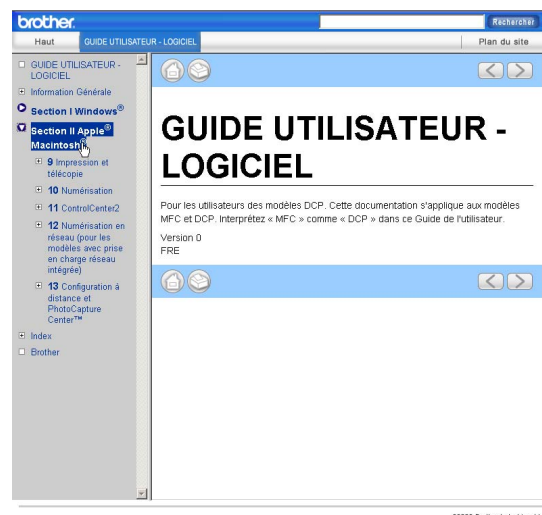 brother.
Rechercher
Haut
GUIDE UTILISATEUR - LOGICIEL
Plan du site
GUIDE UTILISATEUR -
LOGICIEL
Information Générale
Section I Windows®
Section II Apple®
Macintosh®
9 Impression et
télécopie
10 Numérisation
11 ControlCenter2
12 Numérisation en
réseau (pour les
modèles avec prise
en charge réseau
intégrée)
13 Configuration à
distance et
PhotoCapture
Center™
Index
Brother
GUIDE UTILISATEUR -
LOGICIEL
Pour les utilisateurs des modèles DCP. Cette documentation s'applique aux modèles
MFC et DCP. Interprétez « MFC » comme « DCP » dans ce Guide de l'utilisateur.
Version 0
FRE